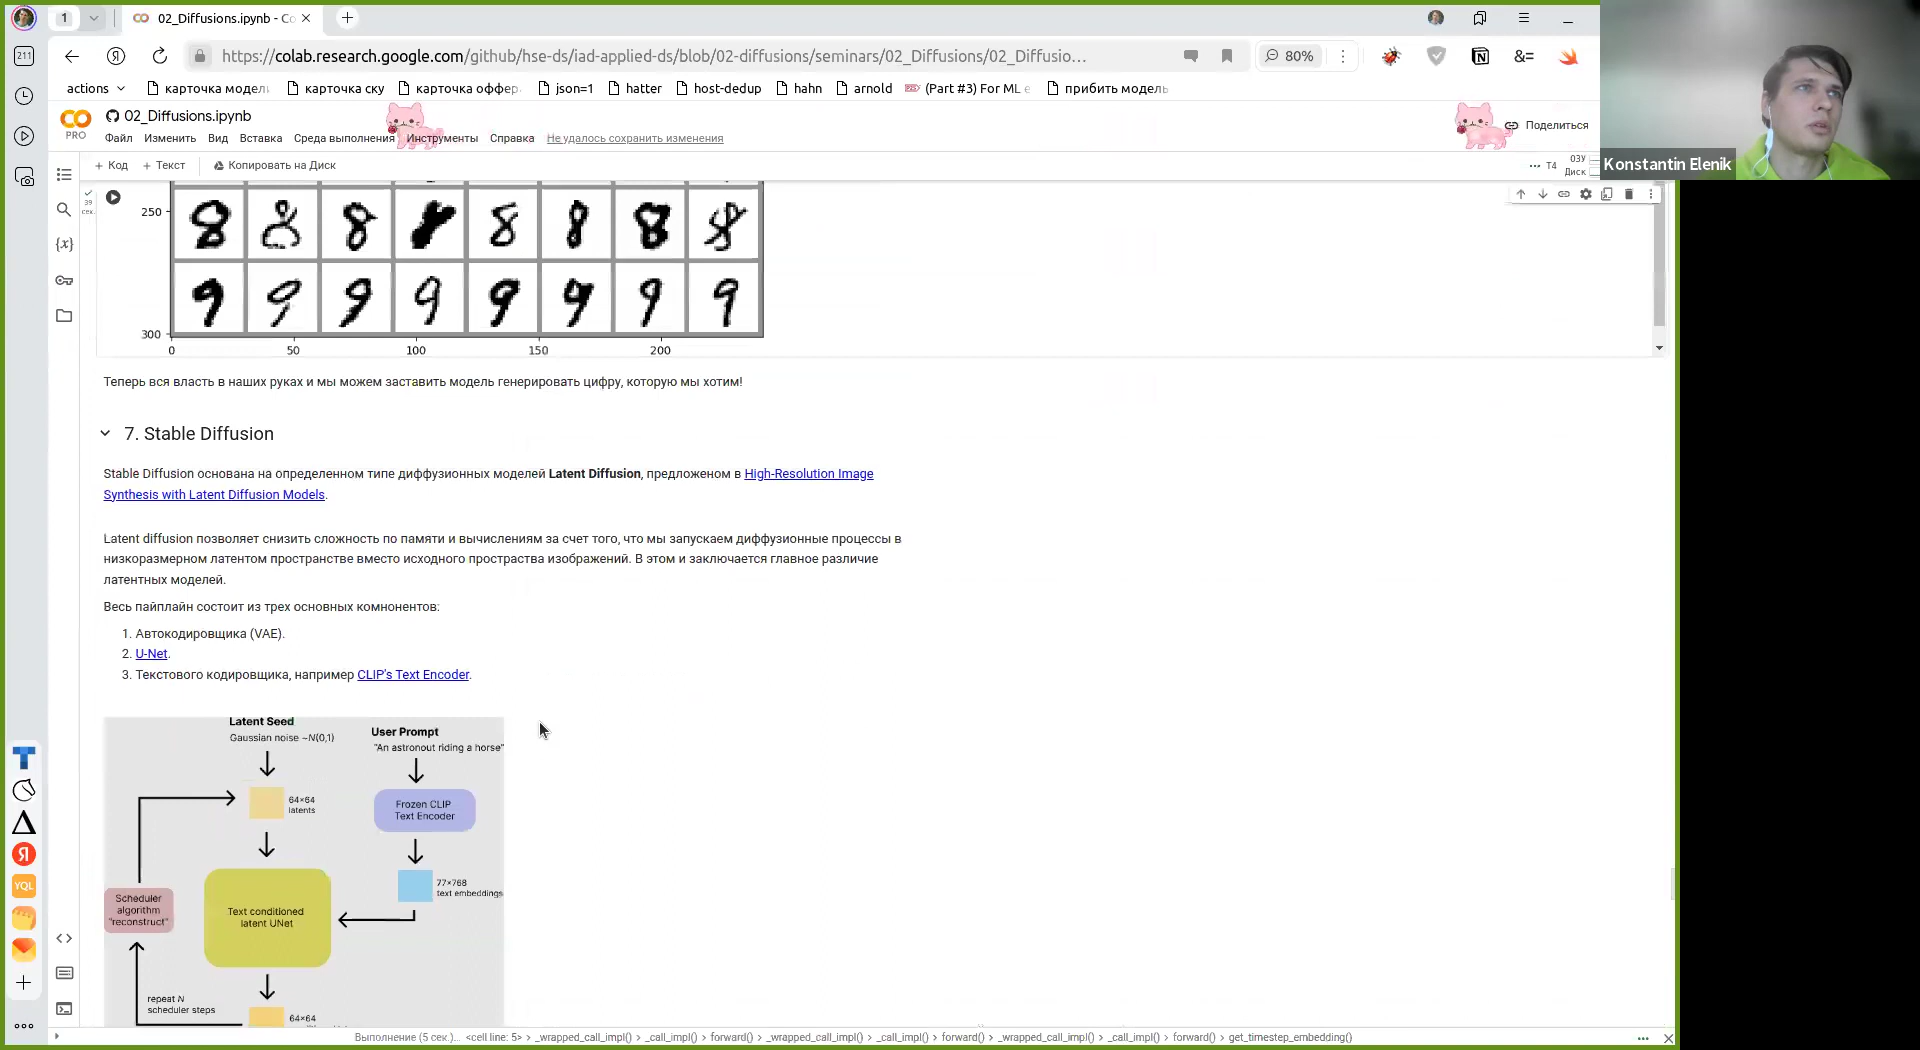 1
02_Diffusions.ipynb - Co
211
https://colab.research.google.com/github/hse-ds/iad-applied-ds/blob/02-diffusions/seminars/02_Diffusions/02_Diffusio...
80%
actions
карточка модел
карточка ску
карточка оффер
json=1
hatter
host-dedup
hahn
arnold
(Part #3) For ML e
прибить модель
PRO
02_Diffusions.ipynb
Файл Изменить Вид Вставка Среда выполнения Инструменты Справка Не удалось сохранить изменения
Поделиться
Konstantin Elenik
+ Код + Текст Копировать на Диск
T4
ОЗУ
Диск
39
сек.
250
300
0 50 100 150 200
Теперь вся власть в наших руках и мы можем заставить модель генерировать цифру, которую мы хотим!
7. Stable Diffusion
Stable Diffusion основана на определенном типе диффузионных моделей Latent Diffusion, предложеном в High-Resolution Image
Synthesis with Latent Diffusion Models.
Latent diffusion позволяет снизить сложность по памяти и вычислениям за счет того, что мы запускаем диффузионные процессы в
низкоразмерном латентом пространстве вместо исходного простраства изображений. В этом и заключается главное различие
латентных моделей.
Весь пайплайн состоит из трех основных комнонентов:
1. Автокодировщика (VAE).
2. U-Net.
3. Текстового кодировщика, например CLIP's Text Encoder.
Latent Seed
Gaussian noise ~N(0,1)
User Prompt
"An astronout riding a horse"
64×64
latents
Frozen CLIP
Text Encoder
77×768
text embeddings
Scheduler
algorithm
"reconstruct"
Text conditioned
latent UNet
repeat N
scheduler steps
64×64
YQL
Выполнение (5 сек.)... <cell line: 5> > _wrapped_call_impl() > _call_impl() > forward() > _wrapped_call_impl() > _call_impl() > forward() > _wrapped_call_impl() > _call_impl() > forward() > get_timestep_embedding()